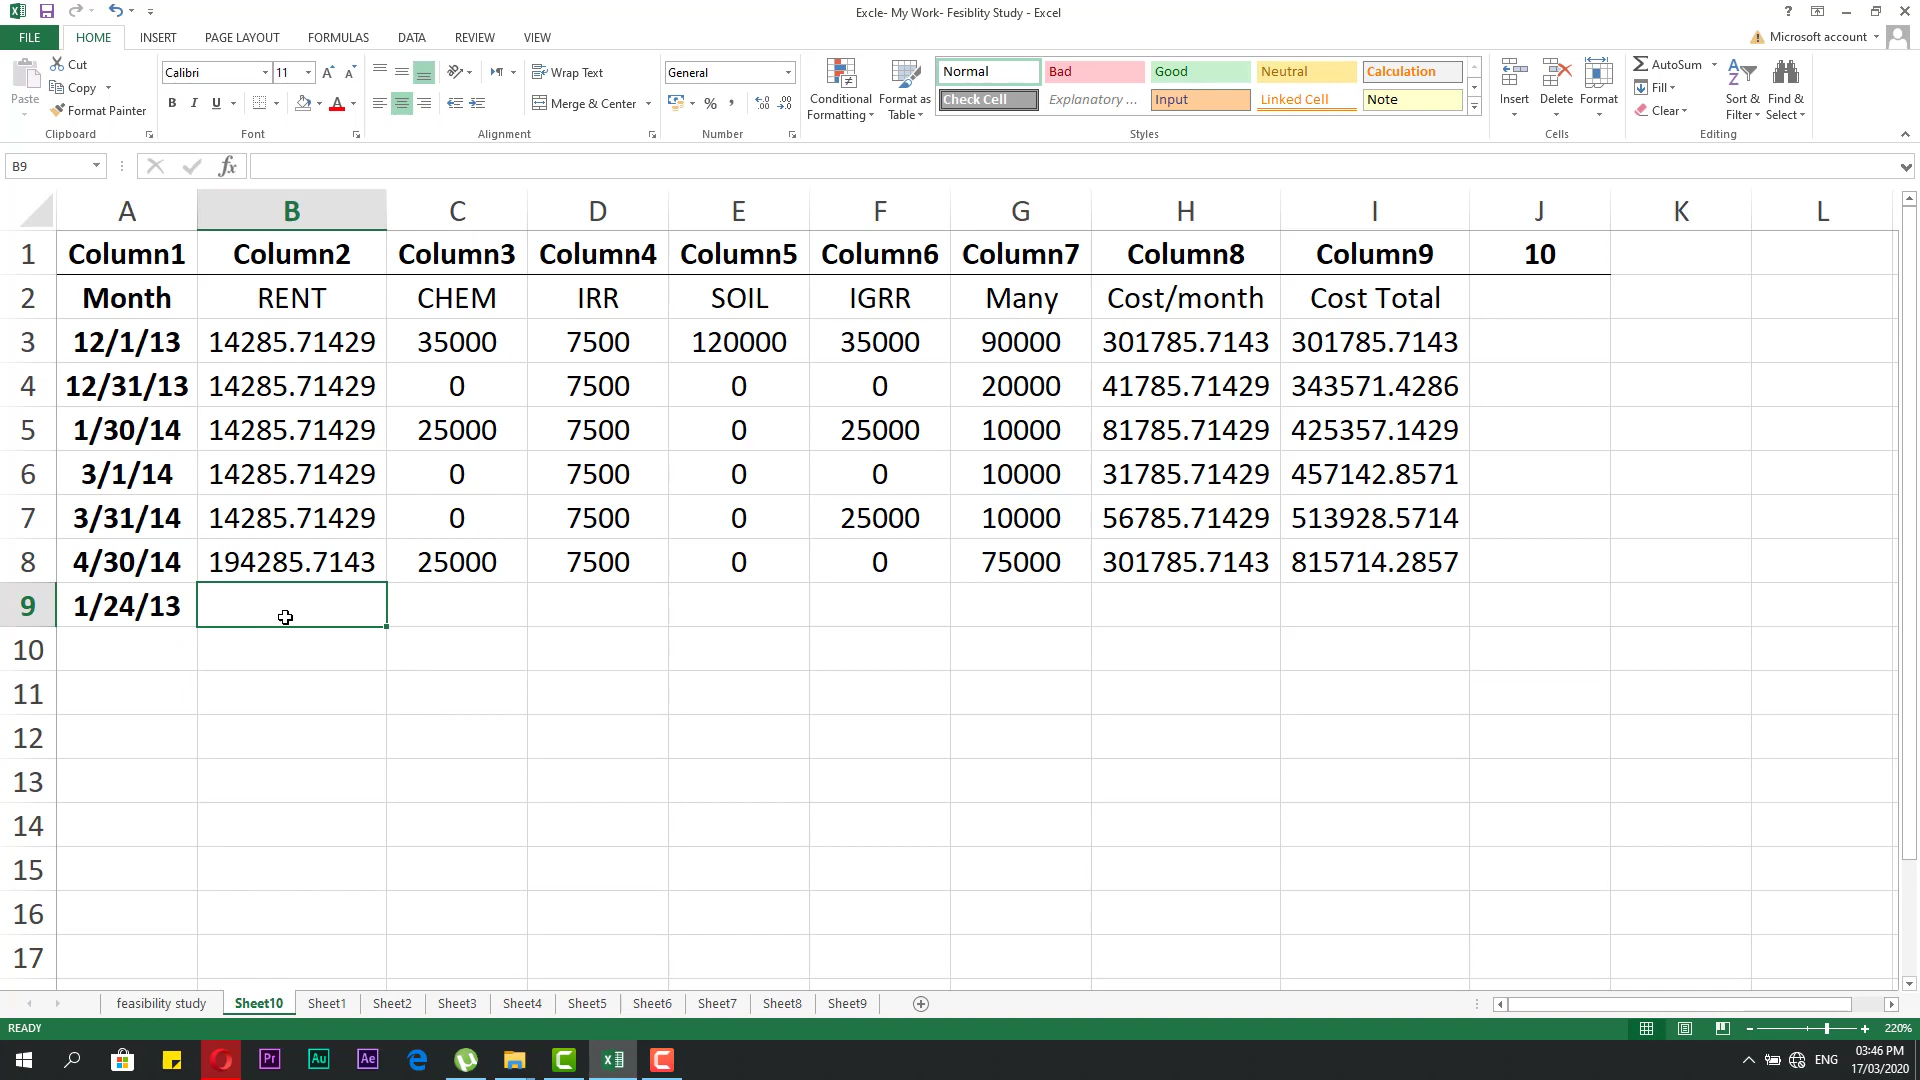 Excle- My Work- Fesiblity Study - Excel
FILE HOME INSERT PAGE LAYOUT FORMULAS DATA REVIEW VIEW Microsoft account
Paste Cut Copy Format Painter Clipboard
Calibri 11 B I U A Font
Wrap Text Merge & Center Alignment
General % , Number
Conditional Formatting Format as Table
Normal Bad Good Neutral Calculation
Check Cell Explanatory ... Input Linked Cell Note
Styles
Insert Delete Format Cells
AutoSum Fill Clear Sort & Filter Find & Select Editing
B9 fx
A B C D E F G H I J K L
1 Column1 Column2 Column3 Column4 Column5 Column6 Column7 Column8 Column9 10
2 Month RENT CHEM IRR SOIL IGRR Many Cost/month Cost Total
3 12/1/13 14285.71429 35000 7500 120000 35000 90000 301785.7143 301785.7143
4 12/31/13 14285.71429 0 7500 0 0 20000 41785.71429 343571.4286
5 1/30/14 14285.71429 25000 7500 0 25000 10000 81785.71429 425357.1429
6 3/1/14 14285.71429 0 7500 0 0 10000 31785.71429 457142.8571
7 3/31/14 14285.71429 0 7500 0 25000 10000 56785.71429 513928.5714
8 4/30/14 194285.7143 25000 7500 0 0 75000 301785.7143 815714.2857
9 1/24/13
10
11
12
13
14
15
16
17
feasibility study Sheet10 Sheet1 Sheet2 Sheet3 Sheet4 Sheet5 Sheet6 Sheet7 Sheet8 Sheet9
READY 220%
Pr Au Ae ENG 03:46 PM
17/03/2020